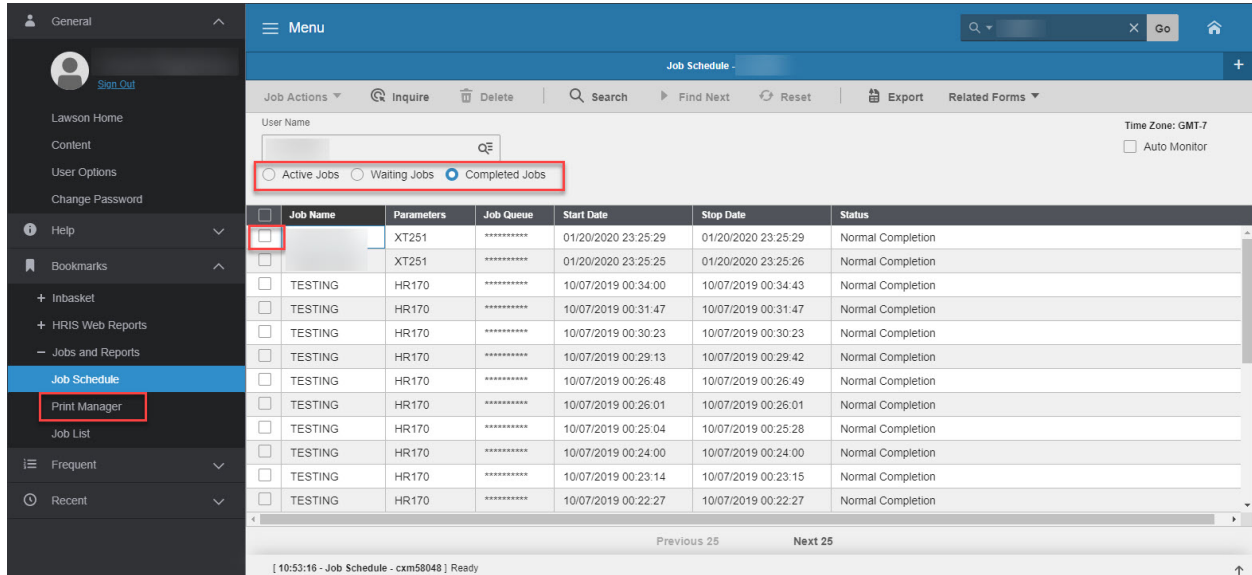 General
Menu
Go
Job Schedule -
+
Sign Out
Job Actions Inquire Delete Search Find Next Reset Export Related Forms
Lawson Home
User Name
Time Zone: GMT-7
Content
Auto Monitor
User Options
Active Jobs Waiting Jobs Completed Jobs
Change Password
Job Name Parameters Job Queue Start Date Stop Date Status
Help
XT251 ********** 01/20/2020 23:25:29 01/20/2020 23:25:29 Normal Completion
XT251 ********** 01/20/2020 23:25:25 01/20/2020 23:25:26 Normal Completion
Bookmarks
TESTING HR170 ********** 10/07/2019 00:34:00 10/07/2019 00:34:43 Normal Completion
+ Inbasket
TESTING HR170 ********** 10/07/2019 00:31:47 10/07/2019 00:31:47 Normal Completion
+ HRIS Web Reports
TESTING HR170 ********** 10/07/2019 00:30:23 10/07/2019 00:30:23 Normal Completion
− Jobs and Reports
TESTING HR170 ********** 10/07/2019 00:29:13 10/07/2019 00:29:42 Normal Completion
Job Schedule
TESTING HR170 ********** 10/07/2019 00:26:48 10/07/2019 00:26:49 Normal Completion
Print Manager
TESTING HR170 ********** 10/07/2019 00:26:01 10/07/2019 00:26:01 Normal Completion
Job List
TESTING HR170 ********** 10/07/2019 00:25:04 10/07/2019 00:25:28 Normal Completion
TESTING HR170 ********** 10/07/2019 00:24:00 10/07/2019 00:24:00 Normal Completion
Frequent
TESTING HR170 ********** 10/07/2019 00:23:14 10/07/2019 00:23:15 Normal Completion
Recent
TESTING HR170 ********** 10/07/2019 00:22:27 10/07/2019 00:22:27 Normal Completion
Previous 25 Next 25
[ 10:53:16 - Job Schedule - cxm58048 ] Ready